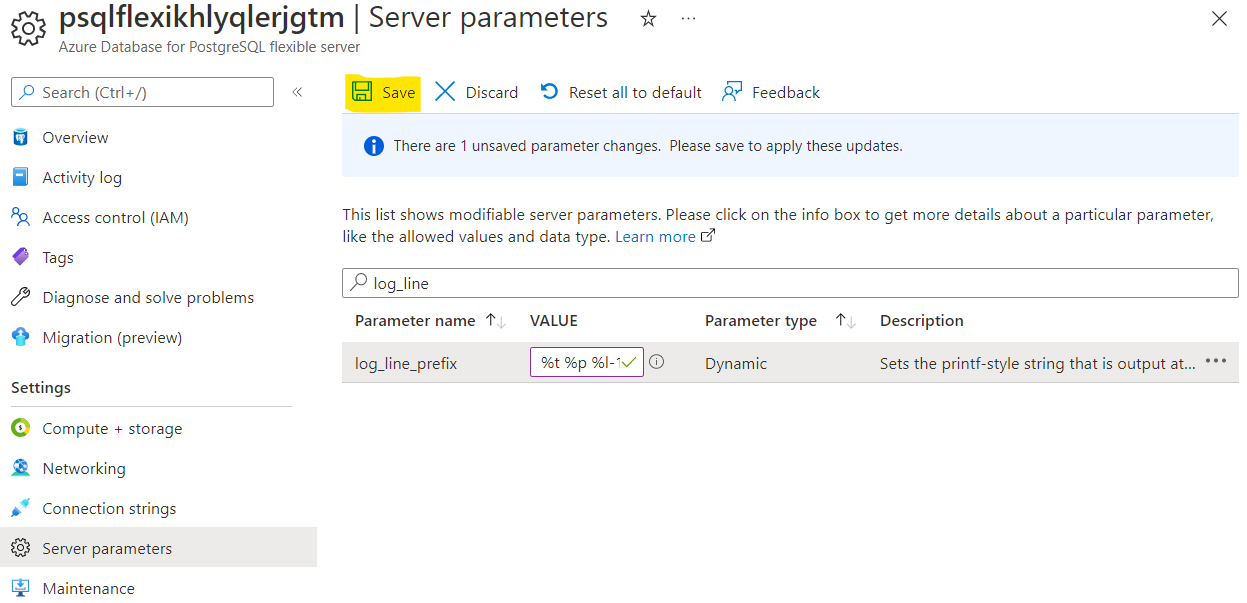 psqlflexikhlyqlerjgtm | Server parameters
Azure Database for PostgreSQL flexible server
Search (Ctrl+/)
Overview
Activity log
Access control (IAM)
Tags
Diagnose and solve problems
Migration (preview)
Settings
Compute + storage
Networking
Connection strings
Server parameters
Maintenance
Save Discard Reset all to default Feedback
There are 1 unsaved parameter changes. Please save to apply these updates.
This list shows modifiable server parameters. Please click on the info box to get more details about a particular parameter,
like the allowed values and data type. Learn more
log_line
Parameter name VALUE Parameter type Description
log_line_prefix %t %p %l-1 Dynamic Sets the printf-style string that is output at...